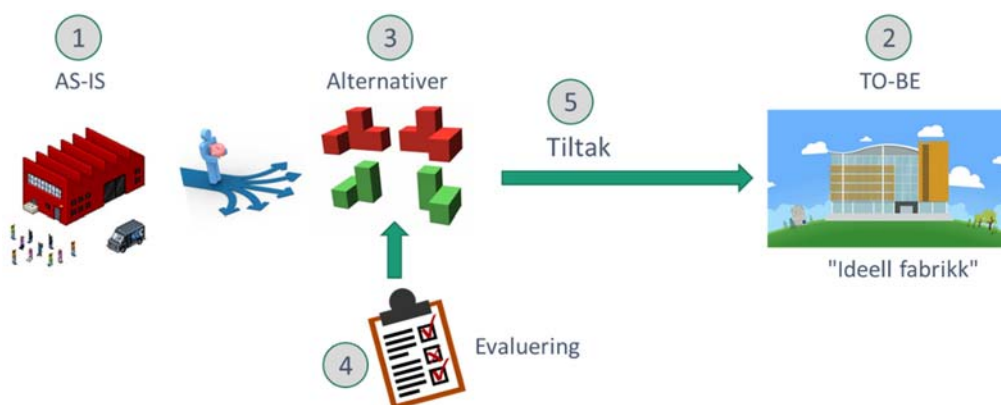 1
AS-IS
3
Alternativer
5
Tiltak
2
TO-BE
"Ideell fabrikk"
4
Evaluering